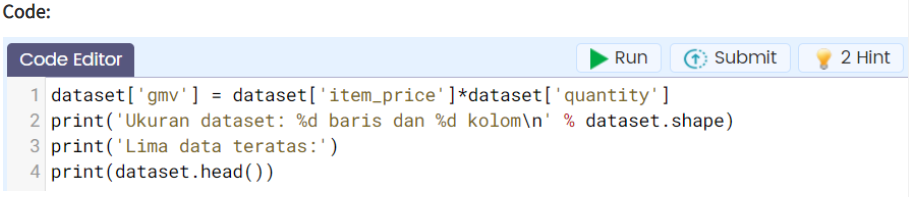 Code:
Code Editor Run Submit 2 Hint
1 dataset['gmv'] = dataset['item_price']*dataset['quantity']
2 print('Ukuran dataset: %d baris dan %d kolom\n' % dataset.shape)
3 print('Lima data teratas:')
4 print(dataset.head())